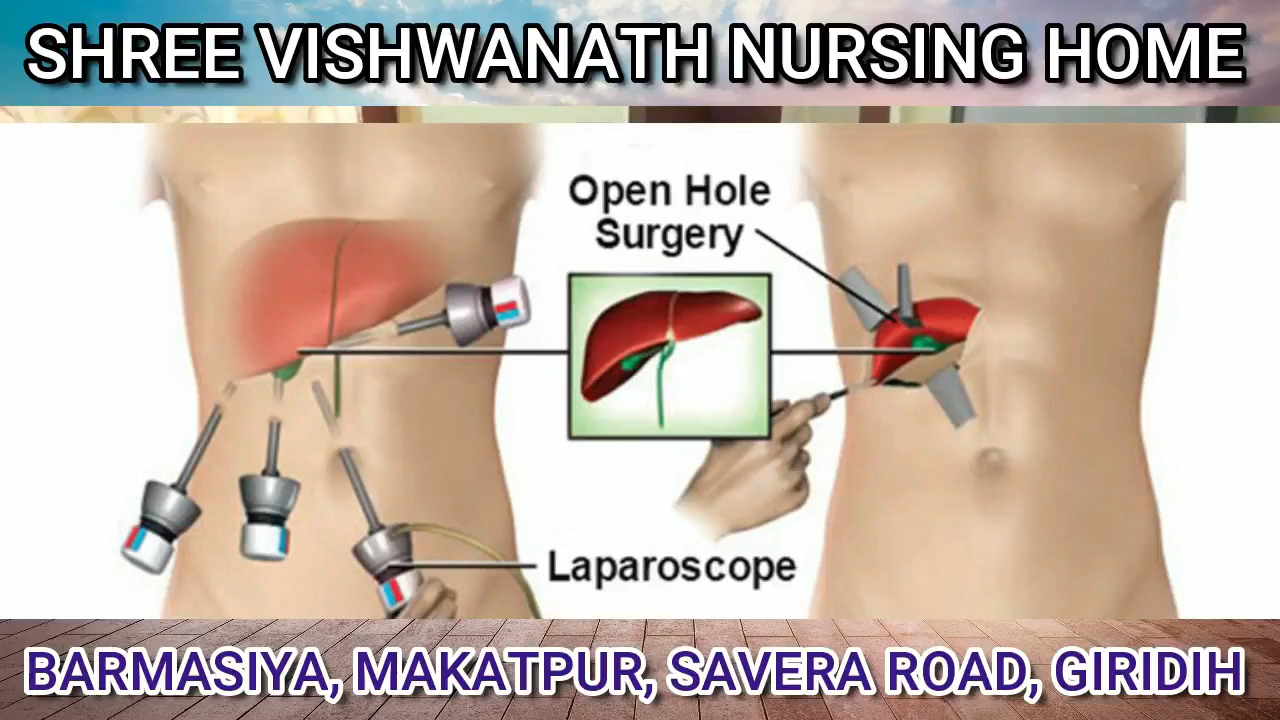 SHREE VISHWANATH NURSING HOME
Open Hole
Surgery
Laparoscope
BARMASIYA, MAKATPUR, SAVERA ROAD, GIRIDIH